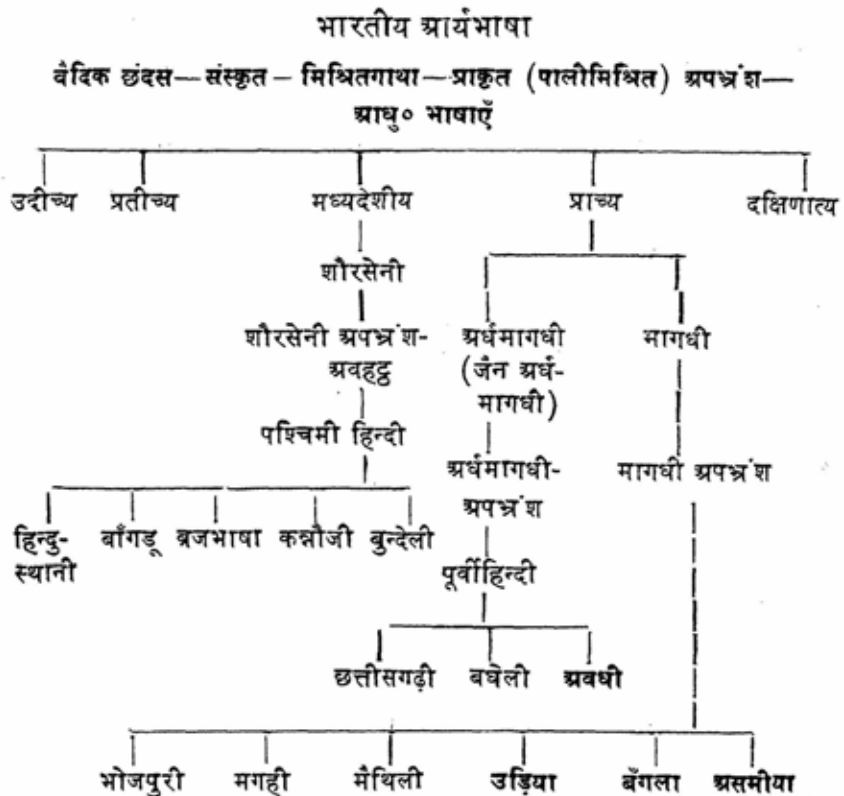 भारतीय आर्यभाषा
वैदिक छंदस—संस्कृत–मिश्रितगाथा—प्राकृत (पालीमिश्रित) अपभ्रंश—
आधु० भाषाएँ
उदीच्य प्रतीच्य मध्यदेशीय प्राच्य दक्षिणात्य
शौरसेनी
शौरसेनी अपभ्रंश- अर्धमागधी मागधी
अवहट्ठ (जैन अर्ध-
मागधी)
पश्चिमी हिन्दी
अर्धमागधी- मागधी अपभ्रंश
अपभ्रंश
हिन्दु- बाँगड़ू ब्रजभाषा कन्नौजी बुन्देली
स्थानी
पूर्वीहिन्दी
छत्तीसगढ़ी बघेली अवधी
भोजपुरी मगही मैथिली उड़िया बँगला असमीया